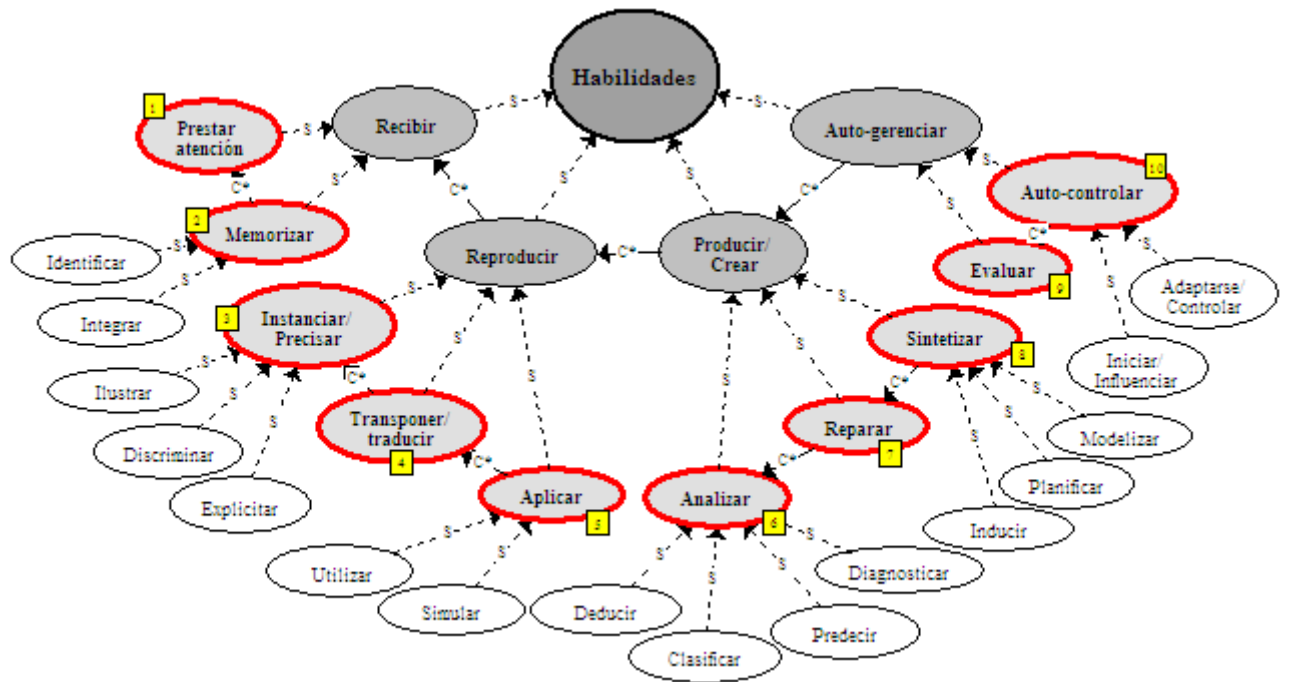 Habilidades
S
S
1
Prestar
atención
S
Recibir
Auto-gerenciar
S
10
Auto-controlar
C*
S
S
S
C*
C*
S
2
Memorizar
S
Identificar
Reproducir
C*
Producir/
Crear
S
C*
Evaluar
9
S
S
Adaptarse/
Controlar
S
Integrar
3
Instanciar/
Precisar
S
S
S
Sintetizar
8
Iniciar/
Influenciar
S
Ilustrar
C*
S
S
S
S
C*
S
S
Discriminar
S
S
Transponer/
traducir
4
Reparar
7
S
S
Modelizar
C*
C*
Explicitar
Aplicar
5
Analizar
6
Planificar
Inducir
S
Utilizar
S
Simular
S
Deducir
S
Clasificar
S
Predecir
S
Diagnosticar